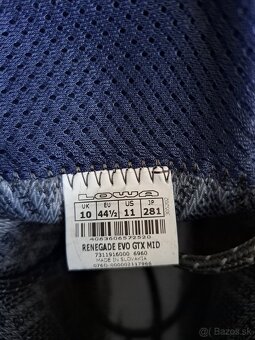 LOWA
UK EU US JP
10 44½ 11 281
4063606572520
RENEGADE EVO GTX MID
7311916000 6960
MADE IN SLOVAKIA
bazos.sk